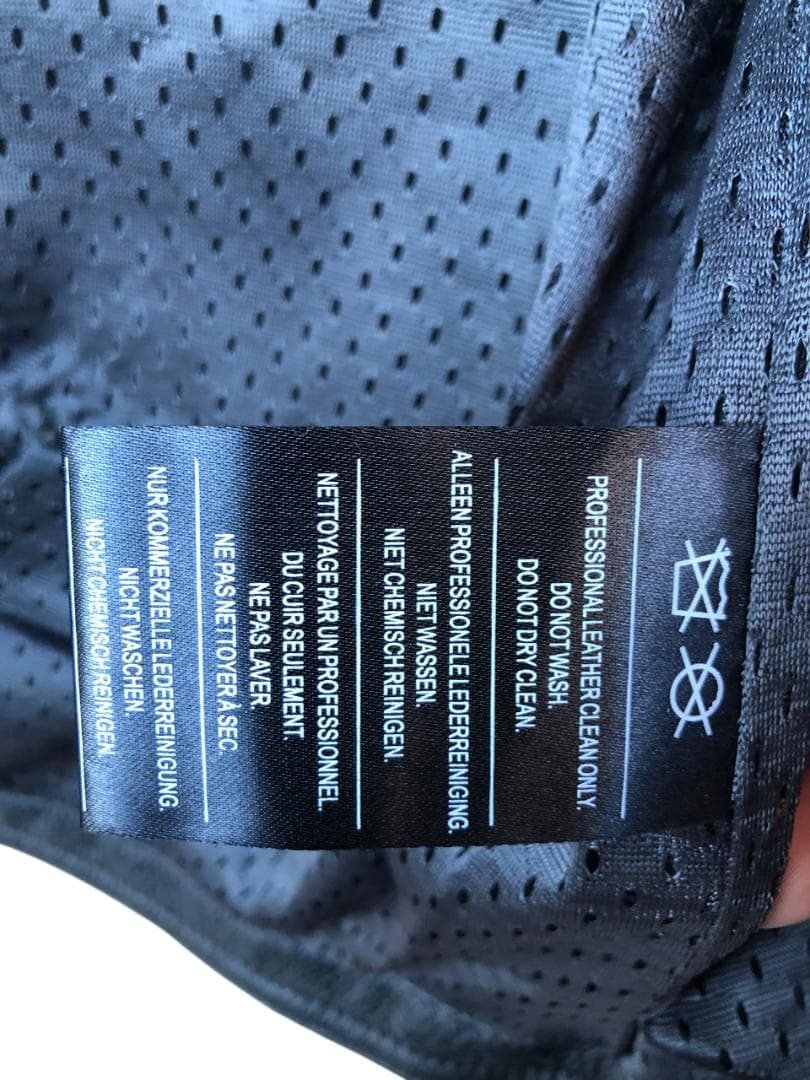 PROFESSIONAL LEATHER CLEAN ONLY.
DO NOT WASH.
DO NOT DRY CLEAN.
ALLEEN PROFESSIONELE LEDERREINIGING.
NIET WASSEN.
NIET CHEMISCH REINIGEN.
NETTOYAGE PAR UN PROFESSIONNEL
DU CUIR SEULEMENT.
NE PAS LAVER.
NE PAS NETTOYER À SEC.
NUR KOMMERZIELLE LEDERREINIGUNG.
NICHT WASCHEN.
NICHT CHEMISCH REINIGEN.